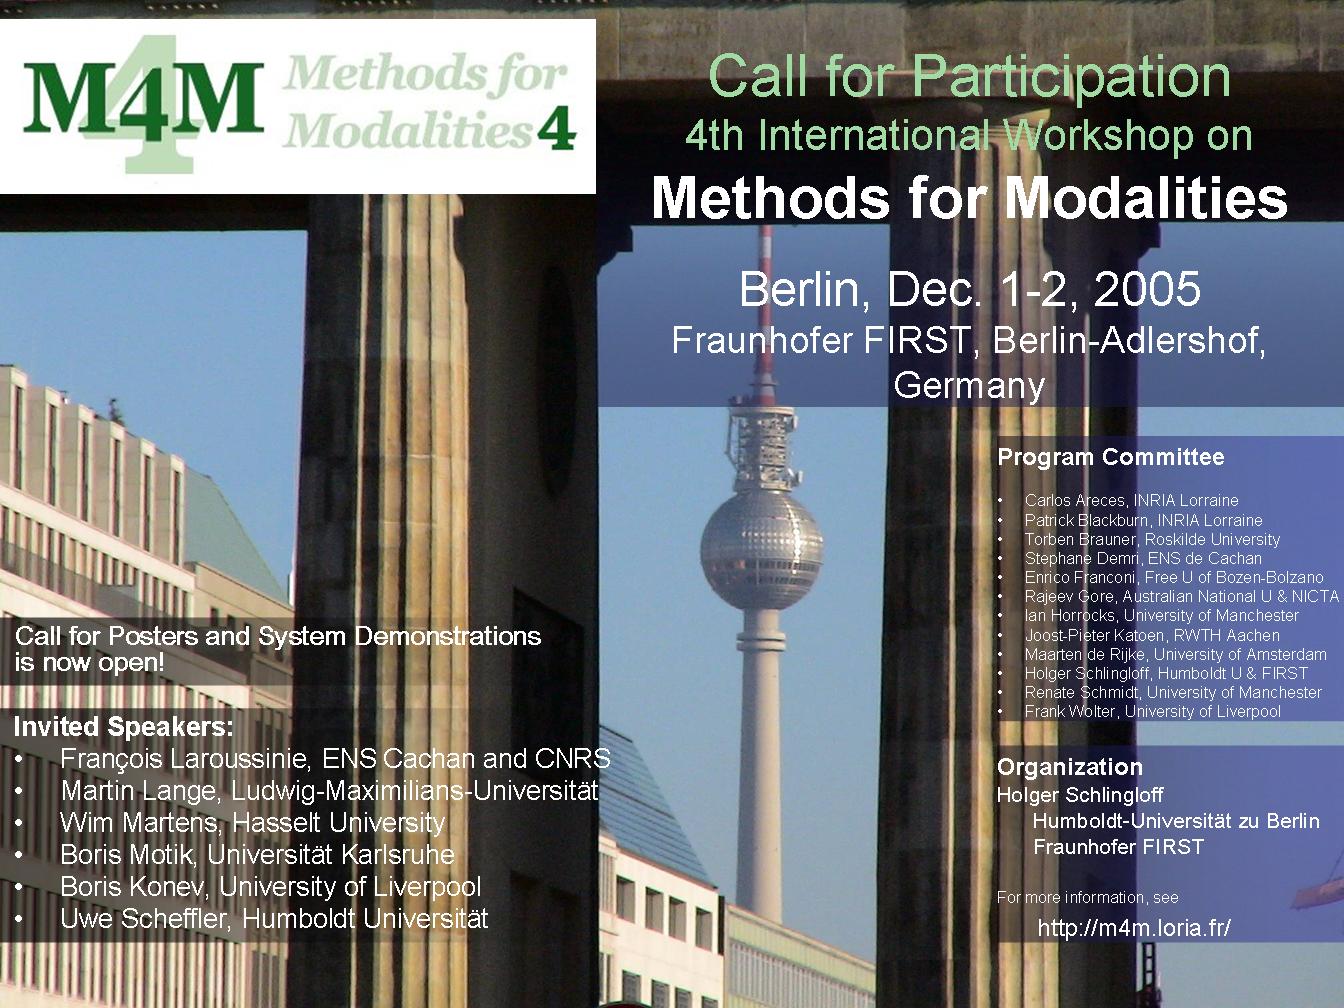 M4M
Methods for
Modalities 4
Call for Participation
4th International Workshop on
Methods for Modalities
Berlin, Dec. 1-2, 2005
Fraunhofer FIRST, Berlin-Adlershof,
Germany
Call for Posters and System Demonstrations
is now open!
Invited Speakers:
• François Laroussinie, ENS Cachan and CNRS
• Martin Lange, Ludwig-Maximilians-Universität
• Wim Martens, Hasselt University
• Boris Motik, Universität Karlsruhe
• Boris Konev, University of Liverpool
• Uwe Scheffler, Humboldt Universität
Program Committee
• Carlos Areces, INRIA Lorraine
• Patrick Blackburn, INRIA Lorraine
• Torben Brauner, Roskilde University
• Stephane Demri, ENS de Cachan
• Enrico Franconi, Free U of Bozen-Bolzano
• Rajeev Gore, Australian National U & NICTA
• Ian Horrocks, University of Manchester
• Joost-Pieter Katoen, RWTH Aachen
• Maarten de Rijke, University of Amsterdam
• Holger Schlingloff, Humboldt U & FIRST
• Renate Schmidt, University of Manchester
• Frank Wolter, University of Liverpool
Organization
Holger Schlingloff
Humboldt-Universität zu Berlin
Fraunhofer FIRST
For more information, see
http://m4m.loria.fr/